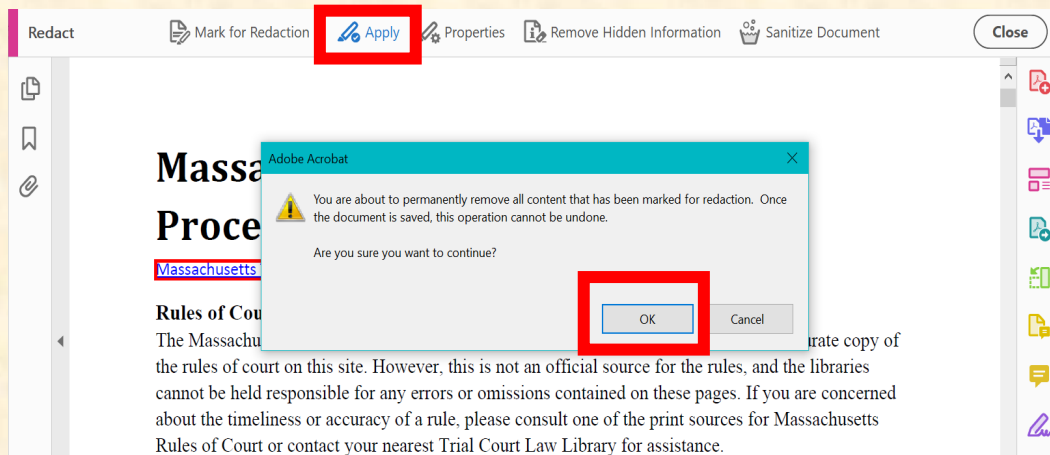 Redact Mark for Redaction Apply Properties Remove Hidden Information Sanitize Document Close
Massa
Proce
Adobe Acrobat
You are about to permanently remove all content that has been marked for redaction. Once
the document is saved, this operation cannot be undone.
Are you sure you want to continue?
OK Cancel
Massachusetts
Rules of Cou
The Massachu urate copy of
the rules of court on this site. However, this is not an official source for the rules, and the libraries
cannot be held responsible for any errors or omissions contained on these pages. If you are concerned
about the timeliness or accuracy of a rule, please consult one of the print sources for Massachusetts
Rules of Court or contact your nearest Trial Court Law Library for assistance.